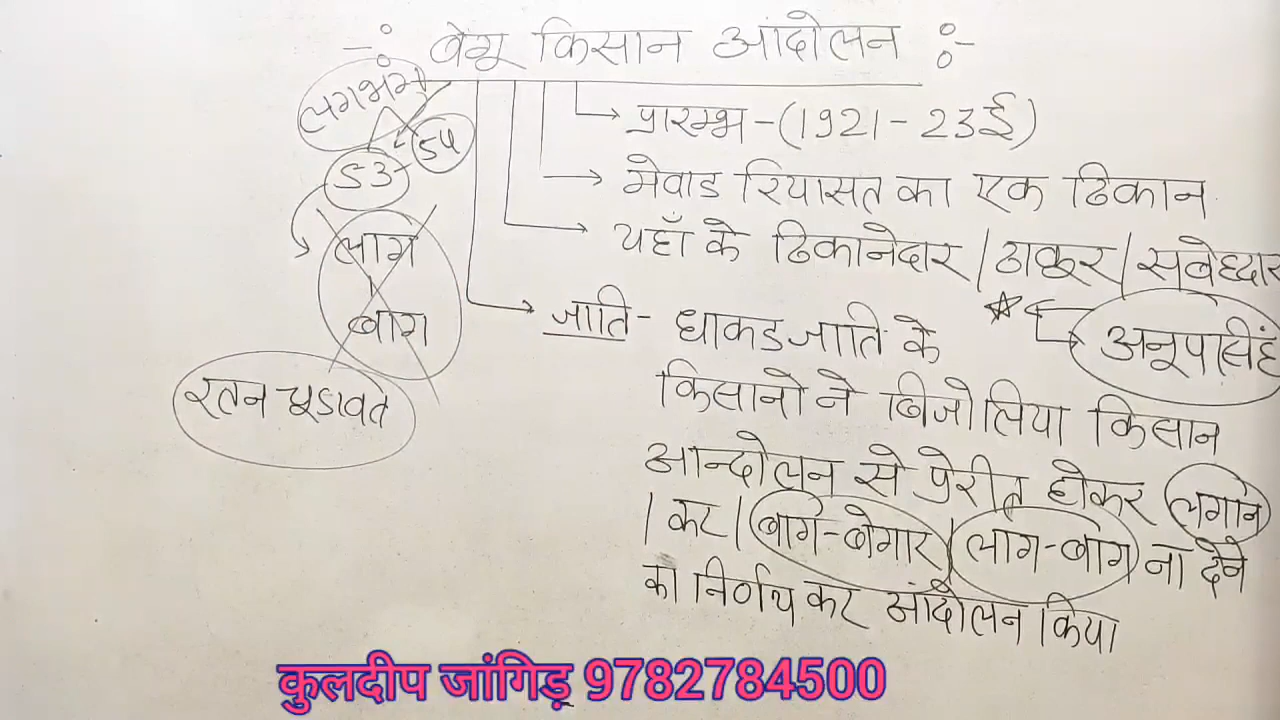 -: बेगू किसान आंदोलन :-
लगभग
53-54
लाग
बाग
रतन चूडावत
प्रारम्भ-(1921-23ई)
मेवाड रियासत का एक ठिकान
यहाँ के ठिकानेदार / ठाकुर / सुबेद्दार
अनूपसिंह
जाति- धाकड जाति के
किसानो ने बीजोलिया किसान
आन्दोलन से प्रेरीत होकर लगान
/ कर / बाग-बेगार / लाग-बाग ना देने
का निर्णय कर आंदोलन किया
कुलदीप जांगिड़ 9782784500